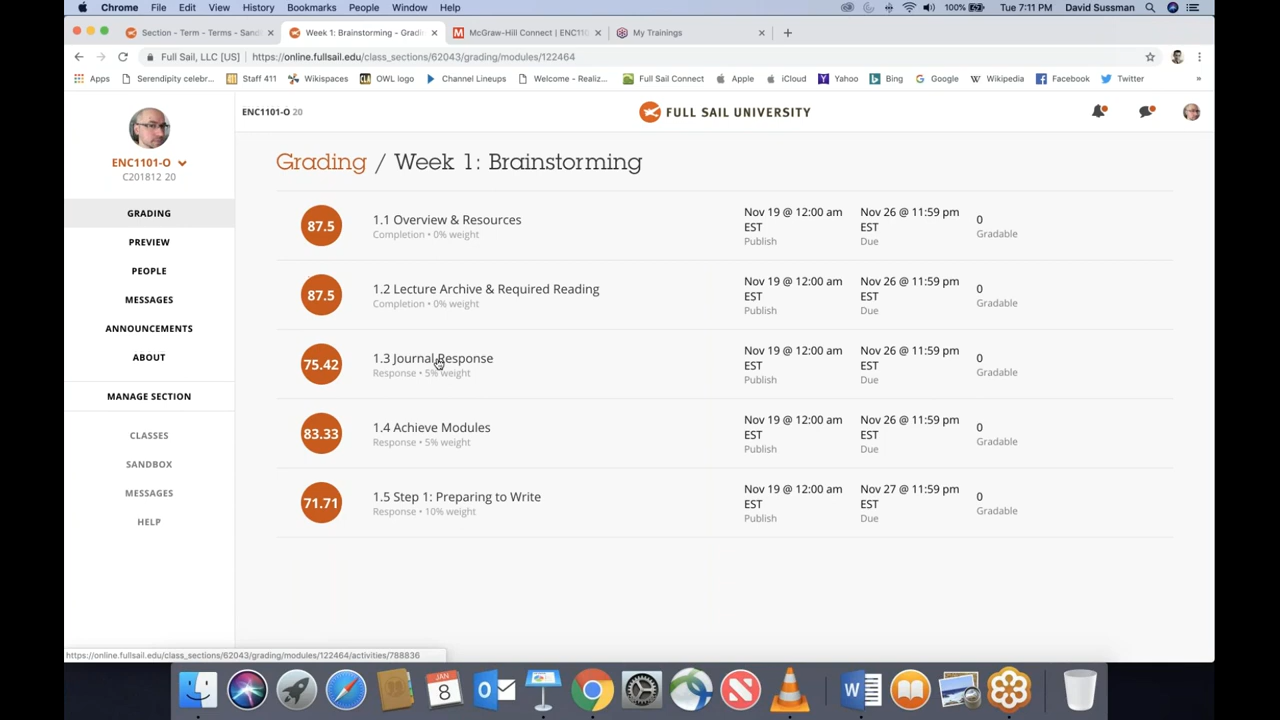 Chrome File Edit View History Bookmarks People Window Help 100% Tue 7:11 PM David Sussman
Section - Term - Terms - Sand
Week 1: Brainstorming - Gradin
McGraw-Hill Connect | ENC110
My Trainings
Full Sail, LLC [US] https://online.fullsail.edu/class_sections/62043/grading/modules/122464
Apps Serendipity celebr... Staff 411 Wikispaces OWL logo Channel Lineups Welcome - Realiz... Full Sail Connect Apple iCloud Yahoo Bing Google Wikipedia Facebook Twitter »
ENC1101-O
C201812 20
GRADING
PREVIEW
PEOPLE
MESSAGES
ANNOUNCEMENTS
ABOUT
MANAGE SECTION
CLASSES
SANDBOX
MESSAGES
HELP
ENC1101-O 20
FULL SAIL UNIVERSITY
Grading / Week 1: Brainstorming
87.5
1.1 Overview & Resources
Completion • 0% weight
Nov 19 @ 12:00 am
EST
Publish
Nov 26 @ 11:59 pm
EST
Due
0
Gradable
87.5
1.2 Lecture Archive & Required Reading
Completion • 0% weight
Nov 19 @ 12:00 am
EST
Publish
Nov 26 @ 11:59 pm
EST
Due
0
Gradable
75.42
1.3 Journal Response
Response • 5% weight
Nov 19 @ 12:00 am
EST
Publish
Nov 26 @ 11:59 pm
EST
Due
0
Gradable
83.33
1.4 Achieve Modules
Response • 5% weight
Nov 19 @ 12:00 am
EST
Publish
Nov 26 @ 11:59 pm
EST
Due
0
Gradable
71.71
1.5 Step 1: Preparing to Write
Response • 10% weight
Nov 19 @ 12:00 am
EST
Publish
Nov 27 @ 11:59 pm
EST
Due
0
Gradable
https://online.fullsail.edu/class_sections/62043/grading/modules/122464/activities/788836
JAN
8